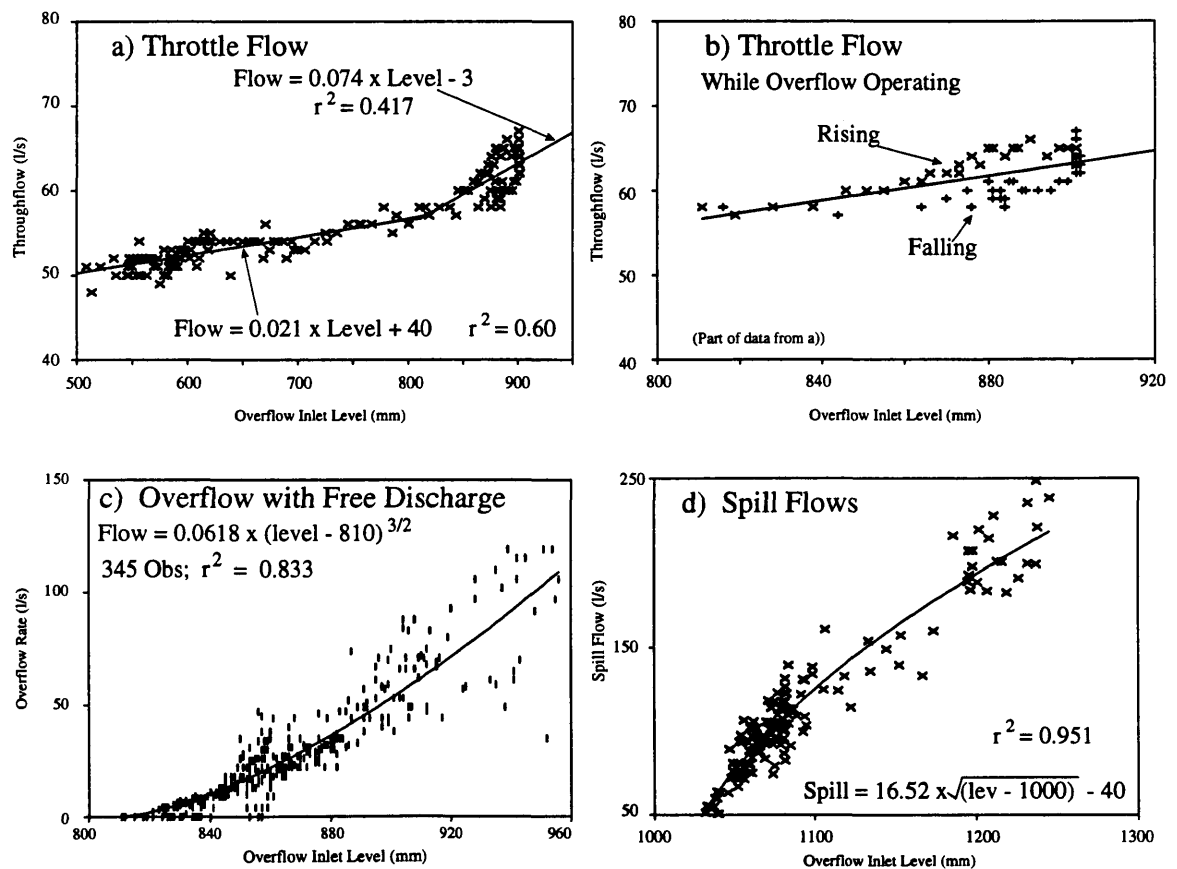 a) Throttle Flow
Flow = 0.074 x Level - 3
r² = 0.417
Flow = 0.021 x Level + 40 r² = 0.60
80
70
60
50
40
Throughflow (l/s)
500 600 700 800 900
Overflow Inlet Level (mm)
b) Throttle Flow
While Overflow Operating
Rising
Falling
(Part of data from a))
80
70
60
50
40
Throughflow (l/s)
800 840 880 920
Overflow Inlet Level (mm)
c) Overflow with Free Discharge
Flow = 0.0618 x (level - 810) 3/2
345 Obs; r² = 0.833
150
100
50
0
Overflow Rate (l/s)
800 840 880 920 960
Overflow Inlet Level (mm)
d) Spill Flows
r² = 0.951
Spill = 16.52 x√(lev - 1000) - 40
250
150
50
Spill Flow (l/s)
1000 1100 1200 1300
Overflow Inlet Level (mm)